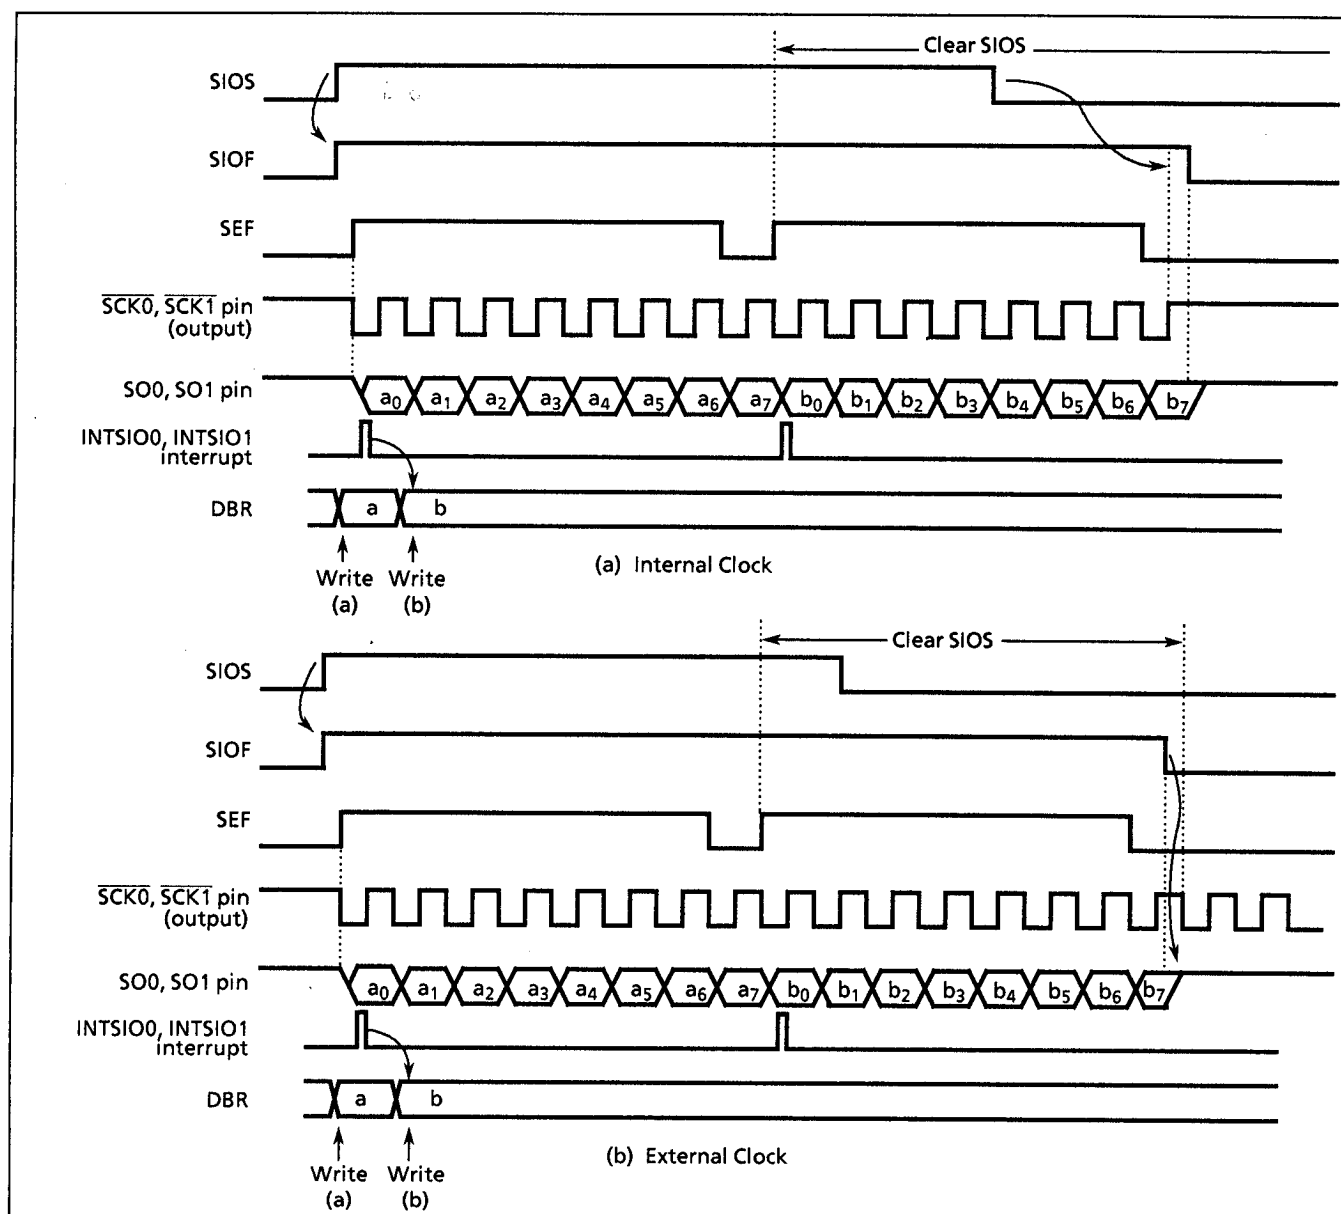 Clear SIOS
SIOS
SIOF
SEF
SCK0, SCK1 pin
(output)
SO0, SO1 pin
a0 a1 a2 a3 a4 a5 a6 a7 b0 b1 b2 b3 b4 b5 b6 b7
INTSIO0, INTSIO1
interrupt
DBR
a b
(a) Internal Clock
Write Write
(a) (b)
Clear SIOS
SIOS
SIOF
SEF
SCK0, SCK1 pin
(output)
SO0, SO1 pin
a0 a1 a2 a3 a4 a5 a6 a7 b0 b1 b2 b3 b4 b5 b6 b7
INTSIO0, INTSIO1
interrupt
DBR
a b
(b) External Clock
Write Write
(a) (b)